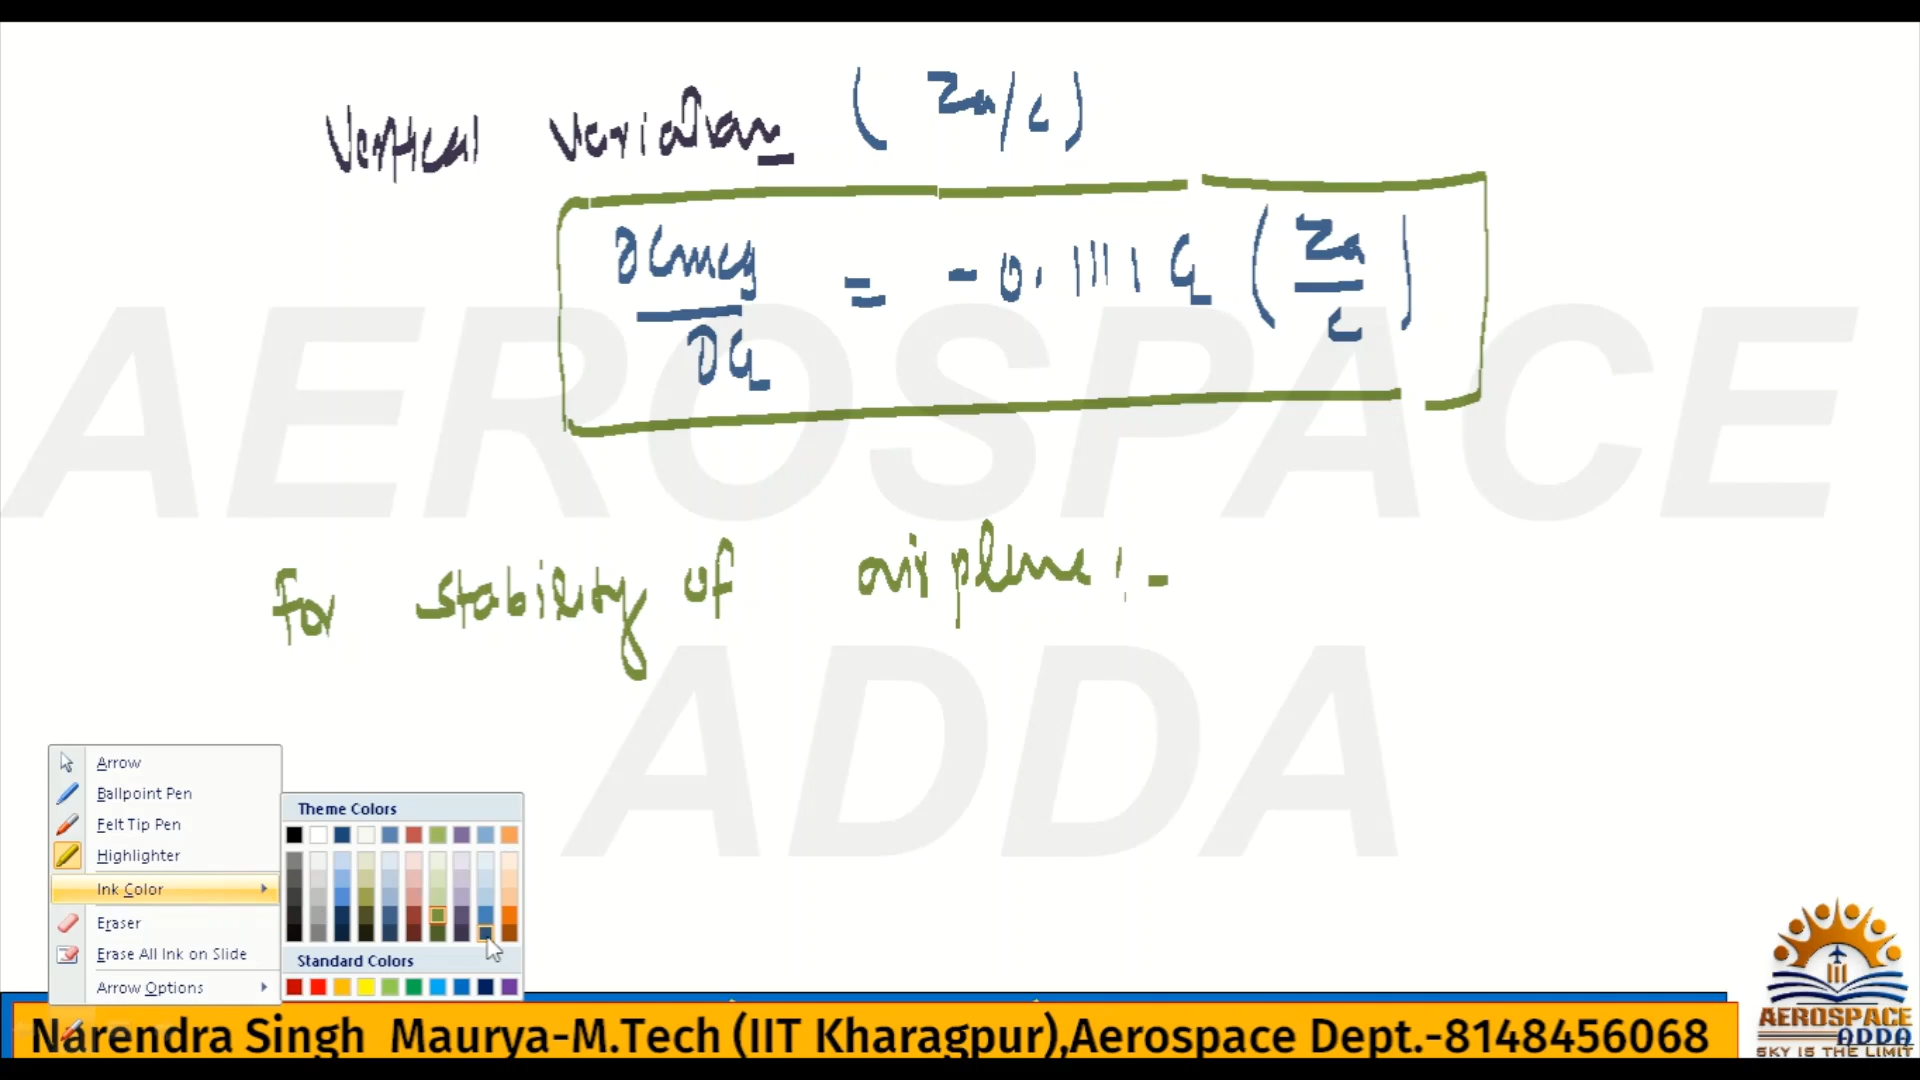 Vertical Variation (Za/c)
∂Cmcg/∂CL = -0.111 CL (Za/c)
AEROSPACE
for stability of airplane :-
ADDA
Arrow
Ballpoint Pen
Felt Tip Pen
Highlighter
Ink Color
Eraser
Erase All Ink on Slide
Arrow Options
Theme Colors
Standard Colors
Narendra Singh Maurya-M.Tech (IIT Kharagpur),Aerospace Dept.-8148456068
AEROSPACE
ADDA
SKY IS THE LIMIT